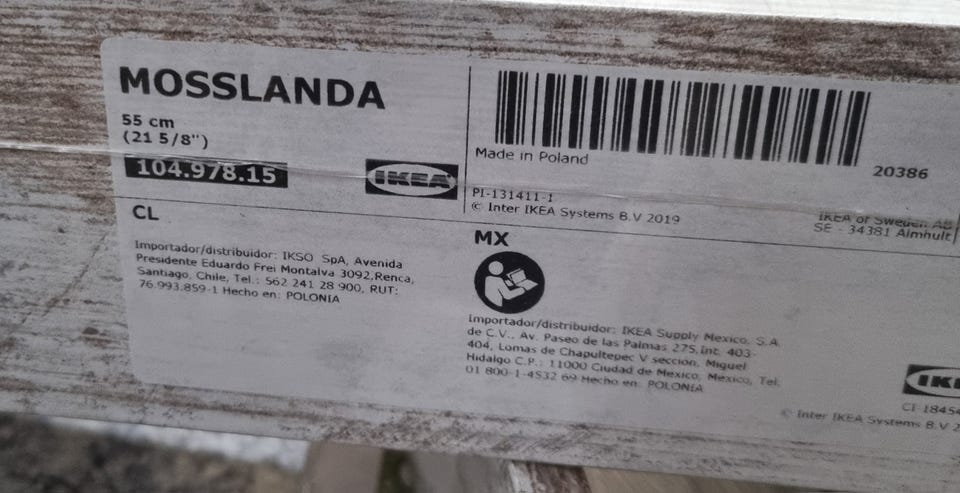 MOSSLANDA
55 cm
(21 5/8")
104.978.15
IKEA
Made in Poland
20386
PI-131411-1
© Inter IKEA Systems B.V 2019
IKEA of Sweden AB
SE - 34381 Älmhult
CL
Importador/distribuidor: IKSO SpA, Avenida
Presidente Eduardo Frei Montalva 3092,Renca,
Santiago, Chile, Tel.: 562 241 28 900, RUT:
76.993.859-1 Hecho en: POLONIA
MX
Importador/distribuidor: IKEA Supply Mexico, S.A.
de C.V., Av. Paseo de las Palmas 275,Int. 403-
404, Lomas de Chapultepec V sección, Miguel
Hidalgo C.P.: 11000 Ciudad de Mexico, Mexico, Tel.
01 800-1-4532 69 Hecho en: POLONIA
IK
CI-1845
© Inter IKEA Systems B.V 2